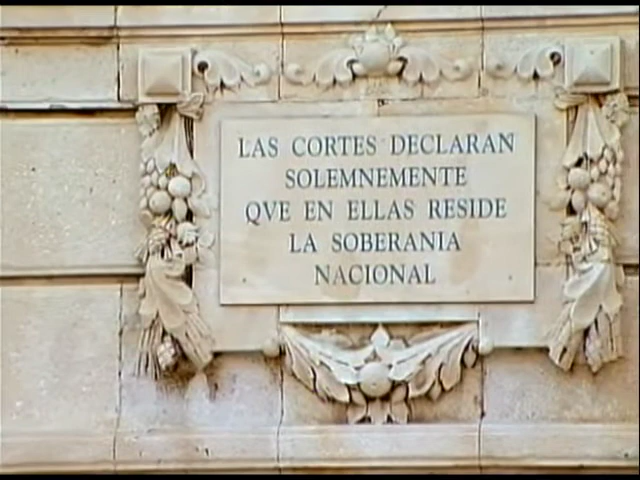 LAS CORTES DECLARAN
SOLEMNEMENTE
QVE EN ELLAS RESIDE
LA SOBERANIA
NACIONAL